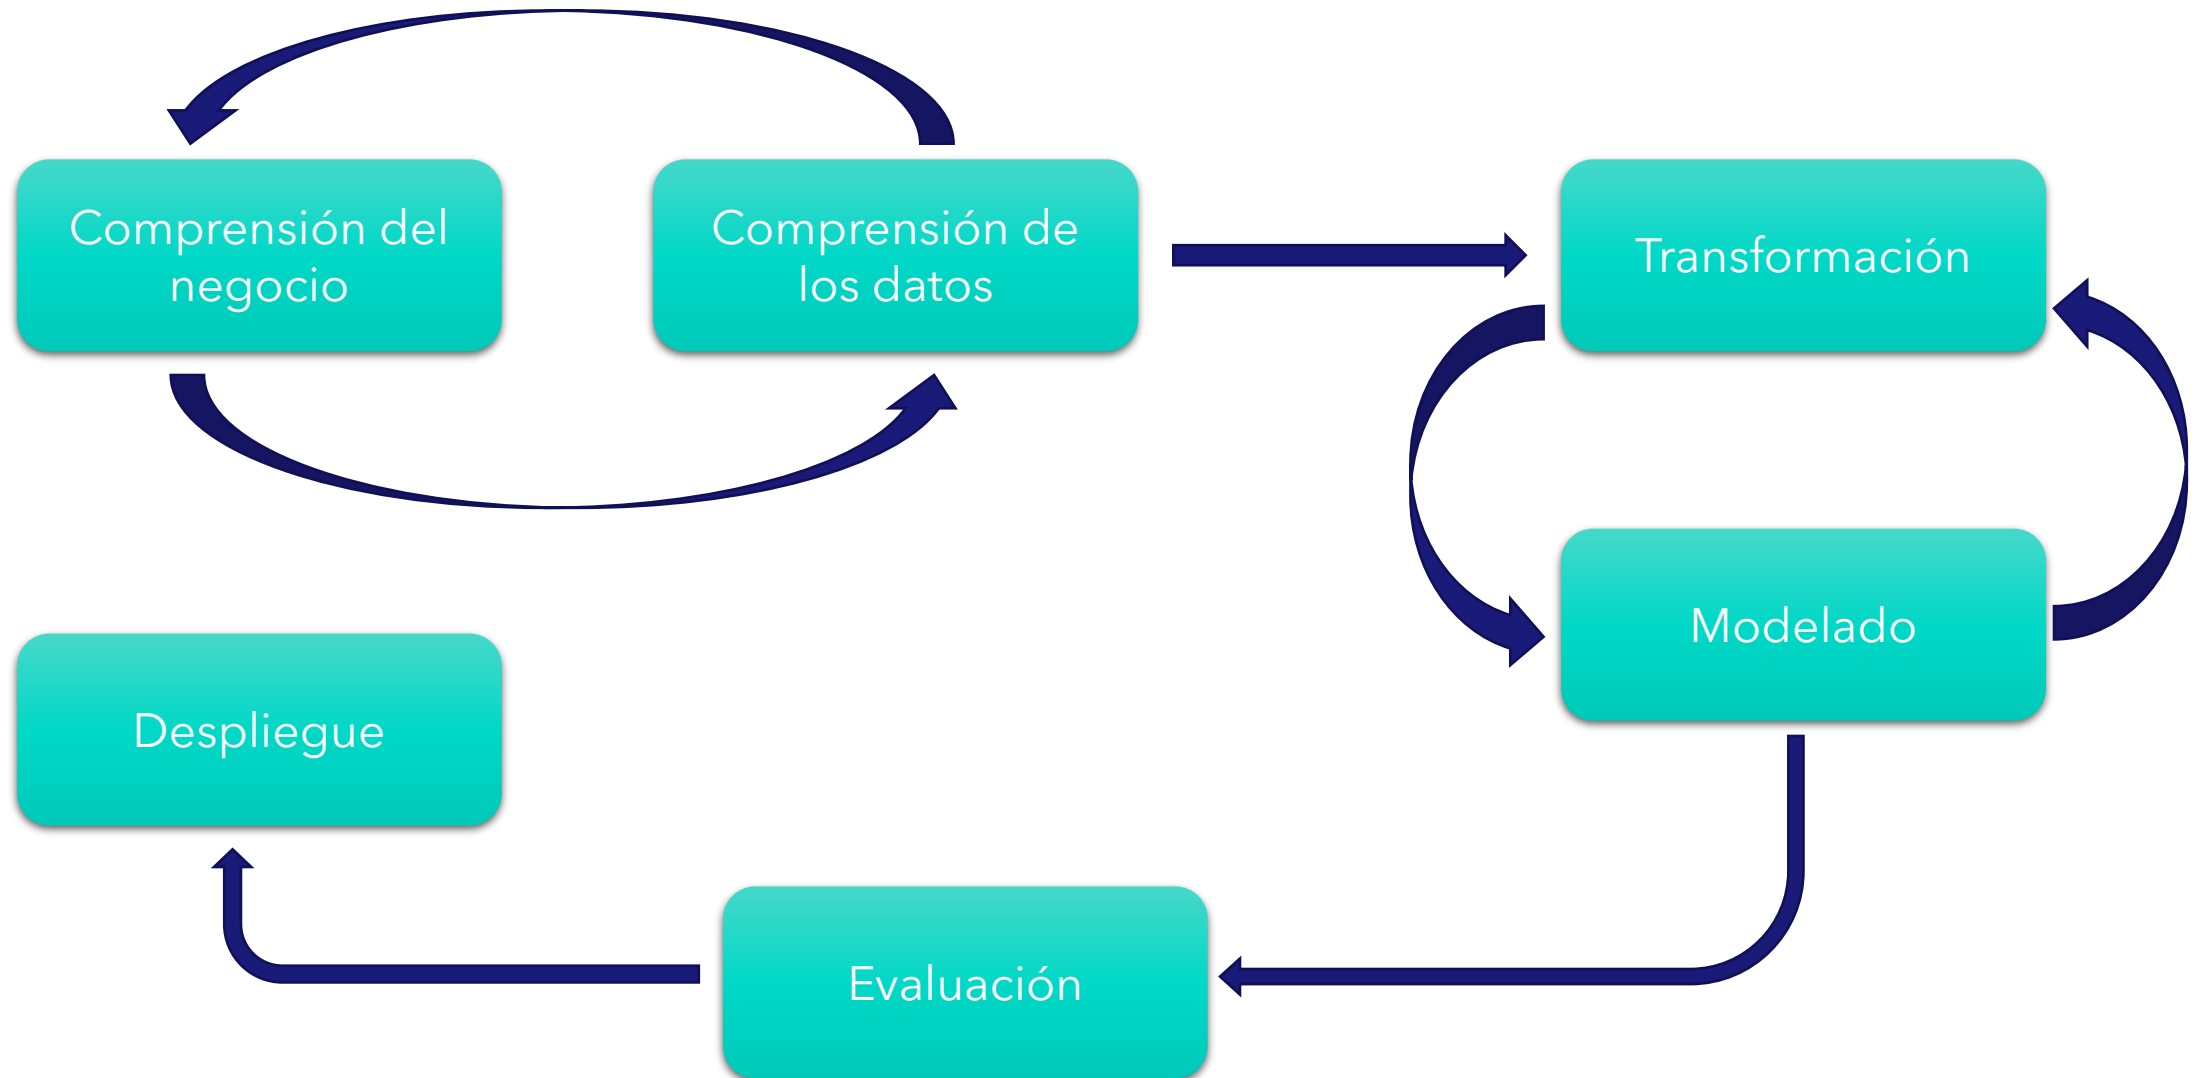 Comprensión del
negocio
Comprensión de
los datos
Transformación
Modelado
Despliegue
Evaluación